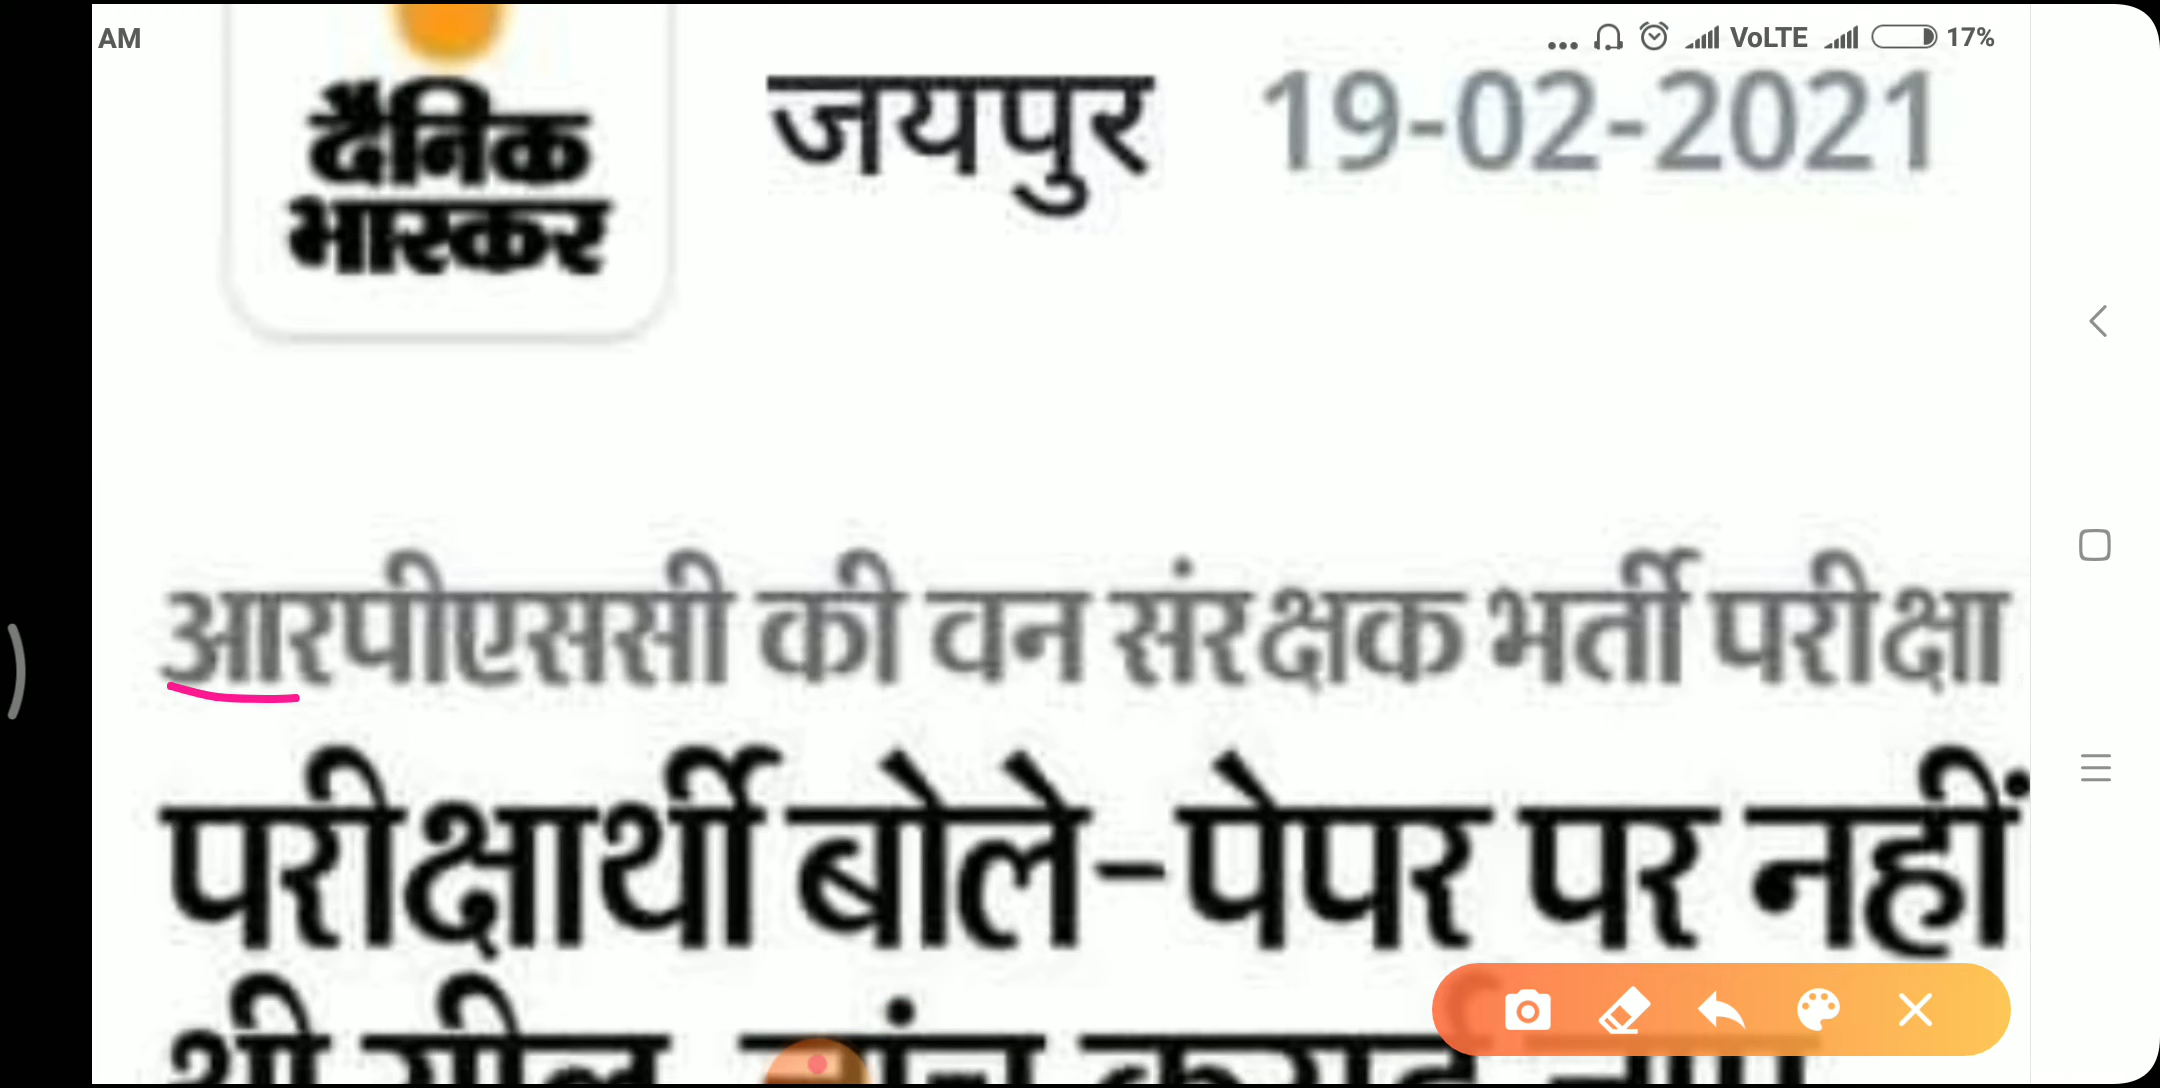 AM
VoLTE 17%
दैनिक
भास्कर
जयपुर 19-02-2021
आरपीएससी की वन संरक्षक भर्ती परीक्षा
परीक्षार्थी बोले-पेपर पर नहीं
थी सील, जांच कराई जाए